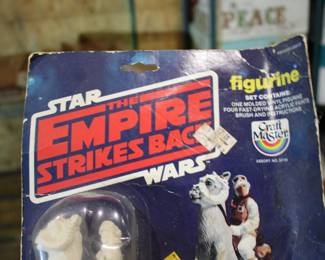 PEACE
STAR
THE
EMPIRE
STRIKES BACK
WARS
figurine
SET CONTAINS:
ONE MOLDED VINYL FIGURINE
FOUR FAST-DRYING ACRYLIC PAINTS
BRUSH AND INSTRUCTIONS
Craft
Master